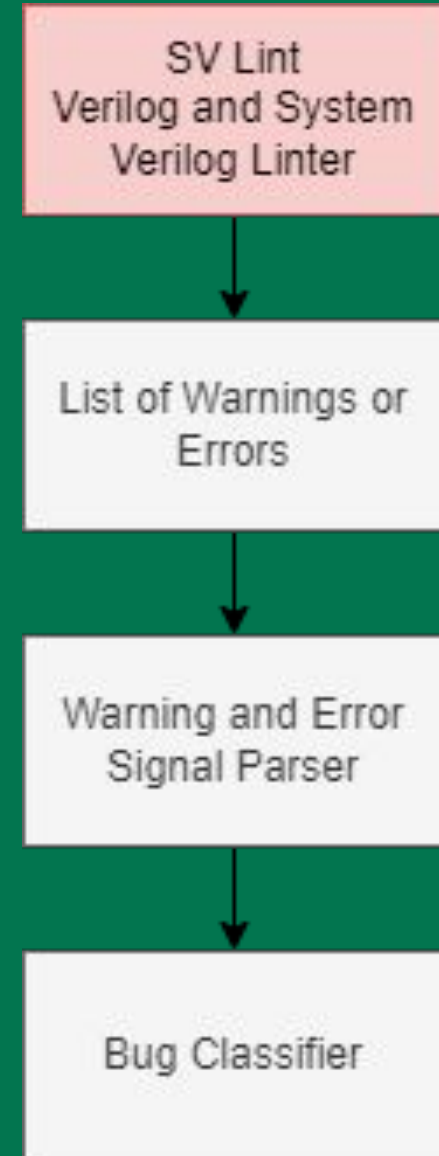 SV Lint
Verilog and System
Verilog Linter
List of Warnings or
Errors
Warning and Error
Signal Parser
Bug Classifier